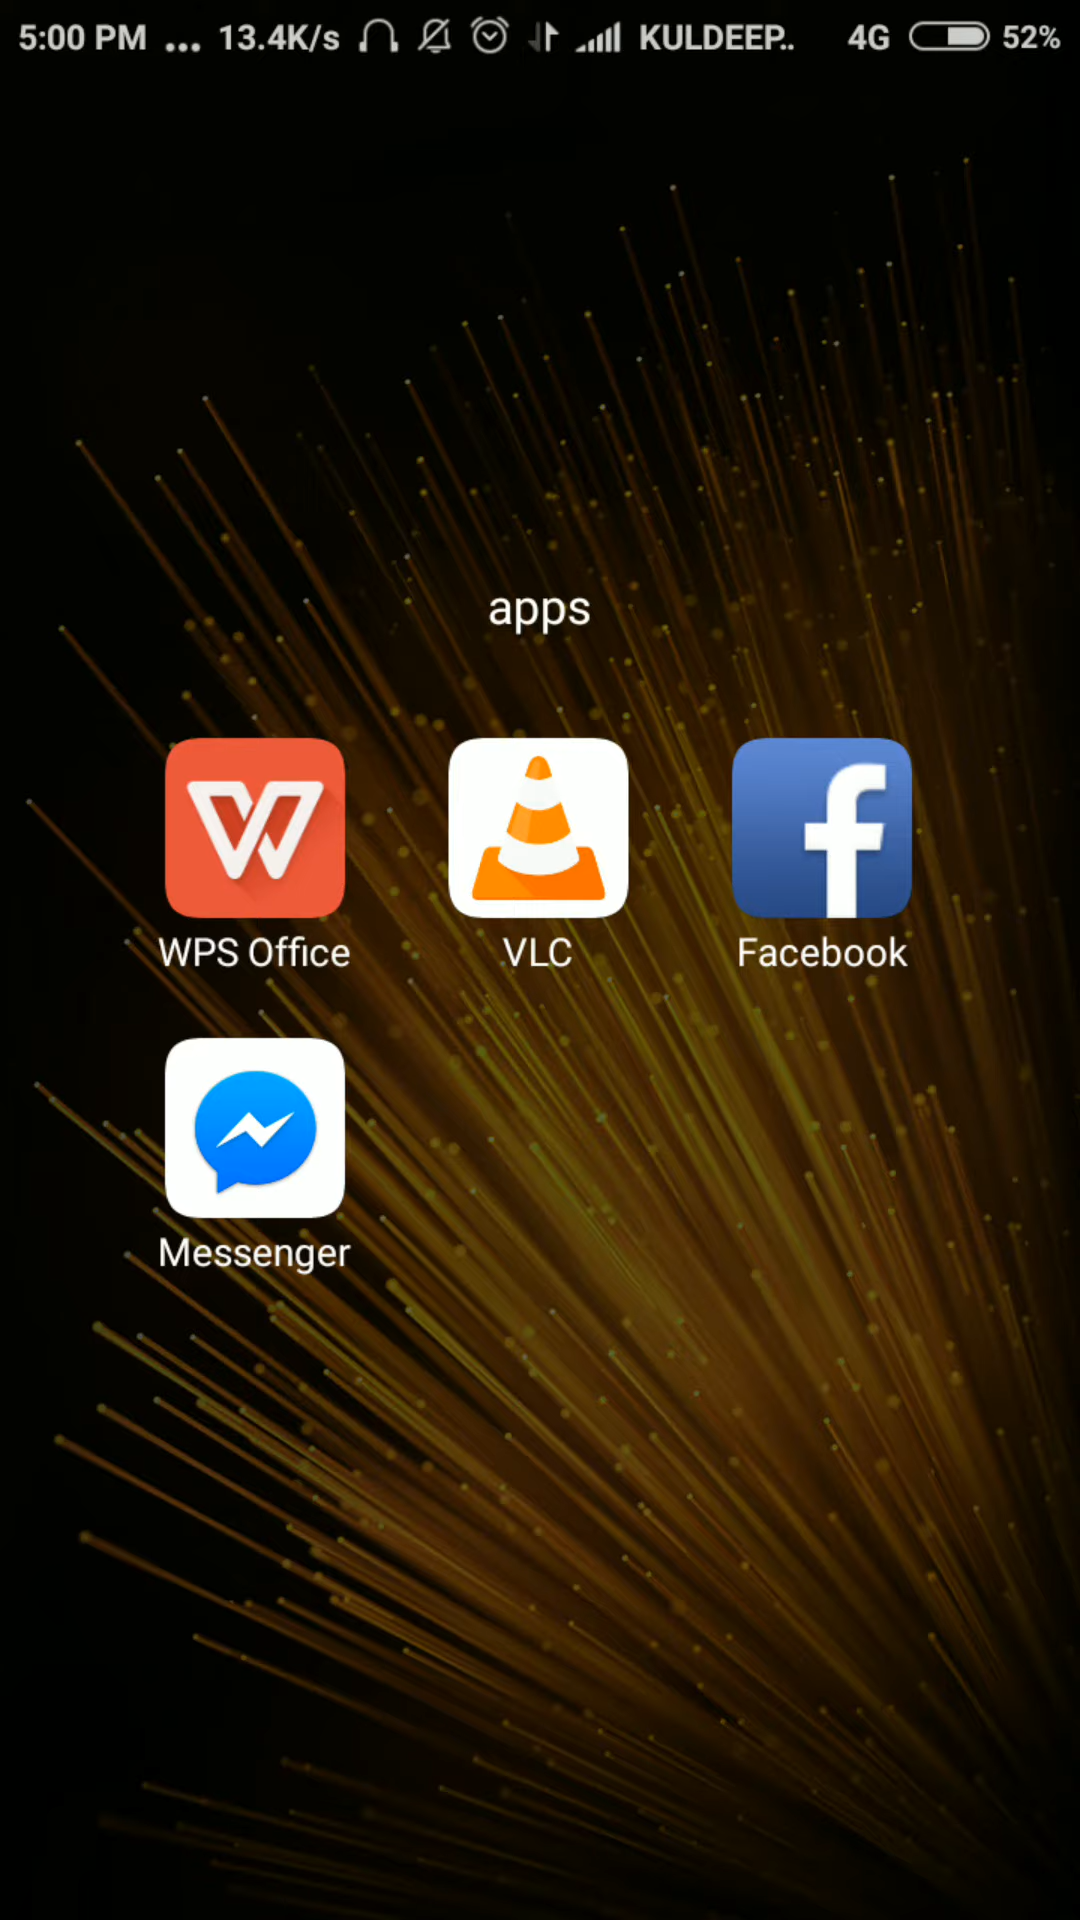 5:00 PM ... 13.4K/s KULDEEP.. 4G 52%
apps
WPS Office VLC Facebook
Messenger